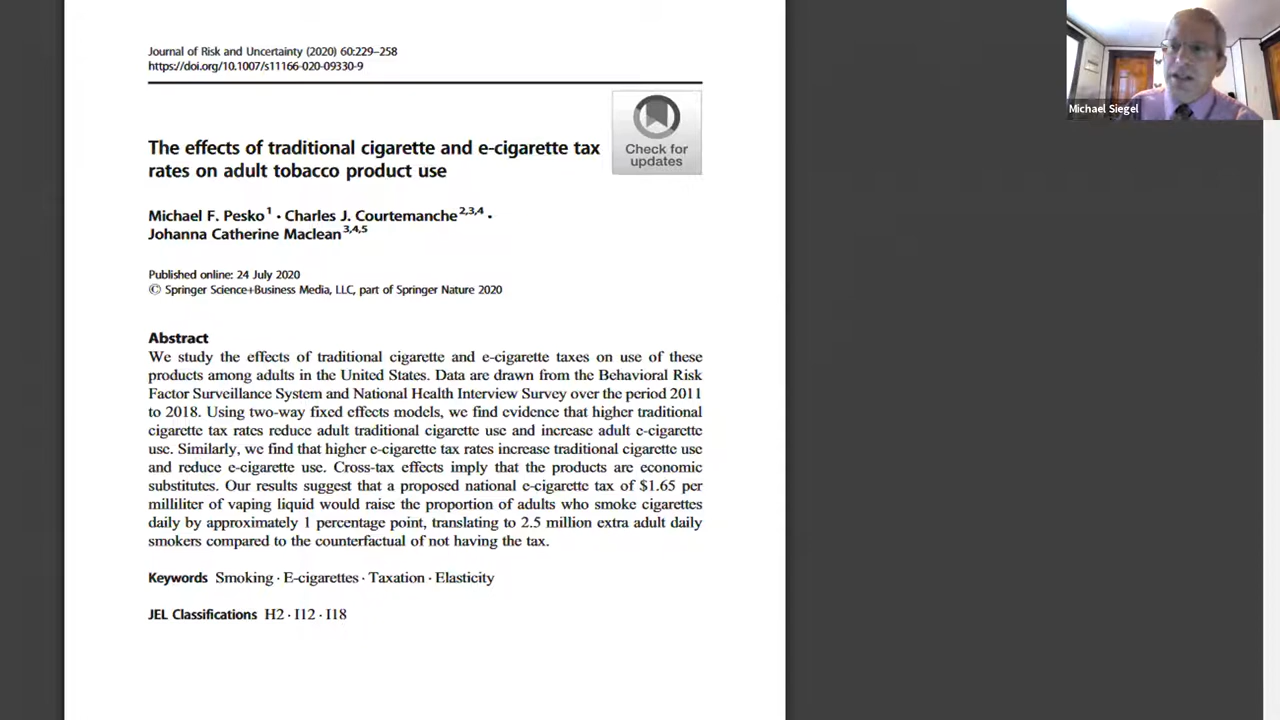 Journal of Risk and Uncertainty (2020) 60:229–258
https://doi.org/10.1007/s11166-020-09330-9
Check for
updates
The effects of traditional cigarette and e-cigarette tax
rates on adult tobacco product use
Michael F. Pesko1 · Charles J. Courtemanche2,3,4 ·
Johanna Catherine Maclean3,4,5
Published online: 24 July 2020
© Springer Science+Business Media, LLC, part of Springer Nature 2020
Abstract
We study the effects of traditional cigarette and e-cigarette taxes on use of these
products among adults in the United States. Data are drawn from the Behavioral Risk
Factor Surveillance System and National Health Interview Survey over the period 2011
to 2018. Using two-way fixed effects models, we find evidence that higher traditional
cigarette tax rates reduce adult traditional cigarette use and increase adult e-cigarette
use. Similarly, we find that higher e-cigarette tax rates increase traditional cigarette use
and reduce e-cigarette use. Cross-tax effects imply that the products are economic
substitutes. Our results suggest that a proposed national e-cigarette tax of $1.65 per
milliliter of vaping liquid would raise the proportion of adults who smoke cigarettes
daily by approximately 1 percentage point, translating to 2.5 million extra adult daily
smokers compared to the counterfactual of not having the tax.
Keywords Smoking · E-cigarettes · Taxation · Elasticity
JEL Classifications H2 · I12 · I18
Michael Siegel